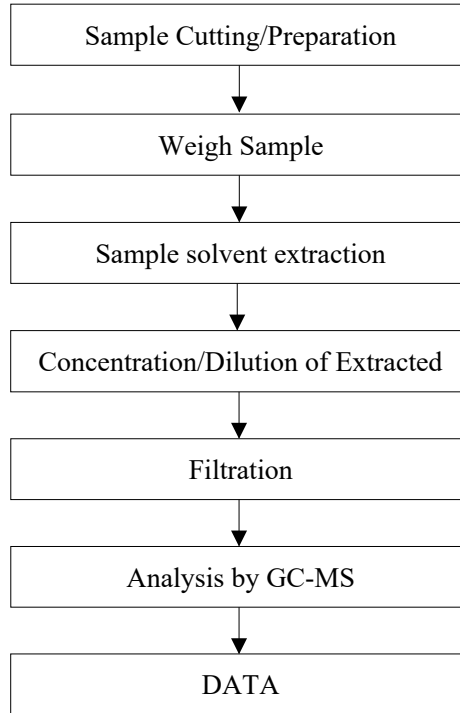 Sample Cutting/Preparation
Weigh Sample
Sample solvent extraction
Concentration/Dilution of Extracted
Filtration
Analysis by GC-MS
DATA